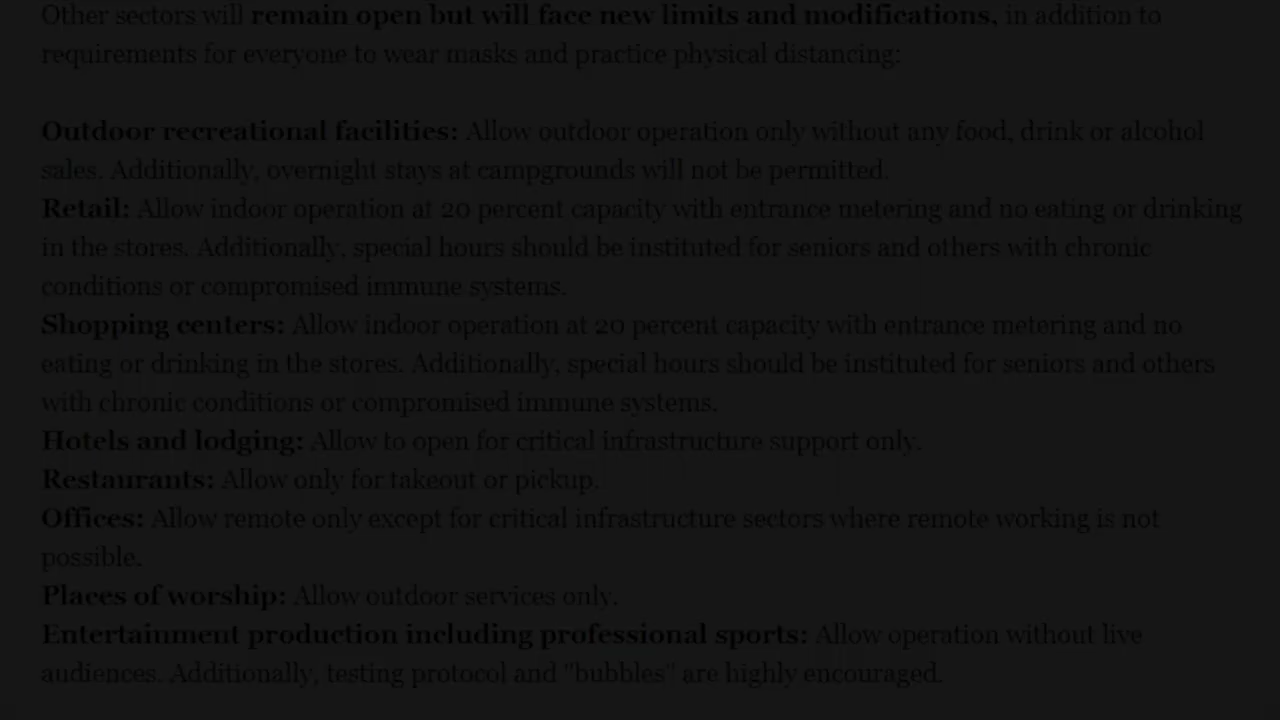 Other sectors will remain open but will face new limits and modifications, in addition to
requirements for everyone to wear masks and practice physical distancing:
Outdoor recreational facilities: Allow outdoor operation only without any food, drink or alcohol
sales. Additionally, overnight stays at campgrounds will not be permitted.
Retail: Allow indoor operation at 20 percent capacity with entrance metering and no eating or drinking
in the stores. Additionally, special hours should be instituted for seniors and others with chronic
conditions or compromised immune systems.
Shopping centers: Allow indoor operation at 20 percent capacity with entrance metering and no
eating or drinking in the stores. Additionally, special hours should be instituted for seniors and others
with chronic conditions or compromised immune systems.
Hotels and lodging: Allow to open for critical infrastructure support only.
Restaurants: Allow only for takeout or pickup.
Offices: Allow remote only except for critical infrastructure sectors where remote working is not
possible.
Places of worship: Allow outdoor services only.
Entertainment production including professional sports: Allow operation without live
audiences. Additionally, testing protocol and "bubbles" are highly encouraged.